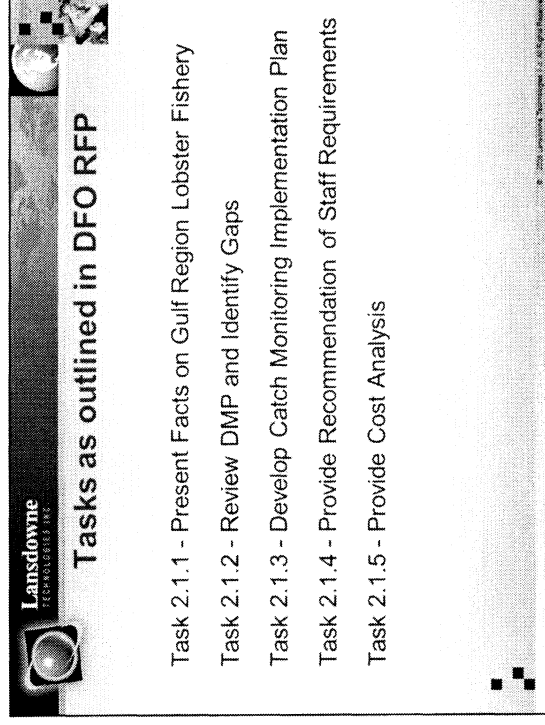 Lansdowne
TECHNOLOGIES INC
Tasks as outlined in DFO RFP
Task 2.1.1 - Present Facts on Gulf Region Lobster Fishery
Task 2.1.2 - Review DMP and Identify Gaps
Task 2.1.3 - Develop Catch Monitoring Implementation Plan
Task 2.1.4 - Provide Recommendation of Staff Requirements
Task 2.1.5 - Provide Cost Analysis